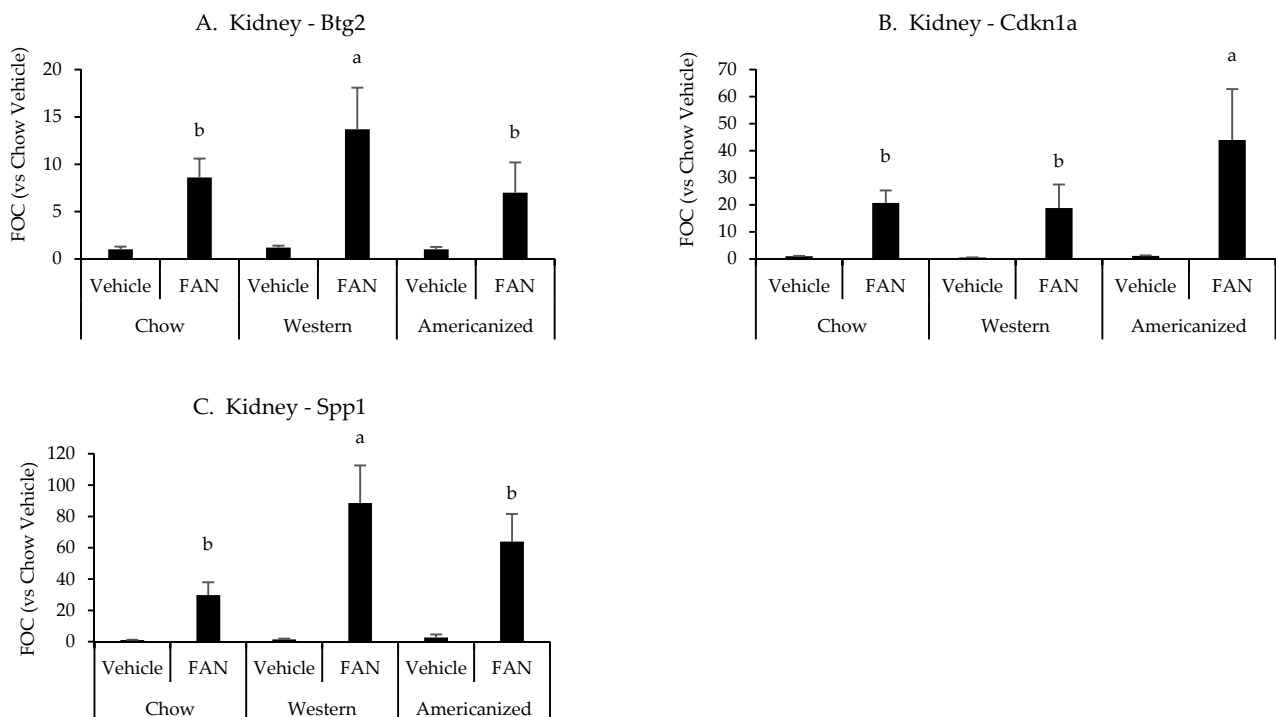 A. Kidney - Btg2
FOC (vs Chow Vehicle)
20
15
10
5
0
b
a
b
Vehicle FAN Vehicle FAN Vehicle FAN
Chow Western Americanized
B. Kidney - Cdkn1a
FOC (vs Chow Vehicle)
70
60
50
40
30
20
10
0
b
b
a
Vehicle FAN Vehicle FAN Vehicle FAN
Chow Western Americanized
C. Kidney - Spp1
FOC (vs Chow Vehicle)
120
100
80
60
40
20
0
b
a
b
Vehicle FAN Vehicle FAN Vehicle FAN
Chow Western Americanized